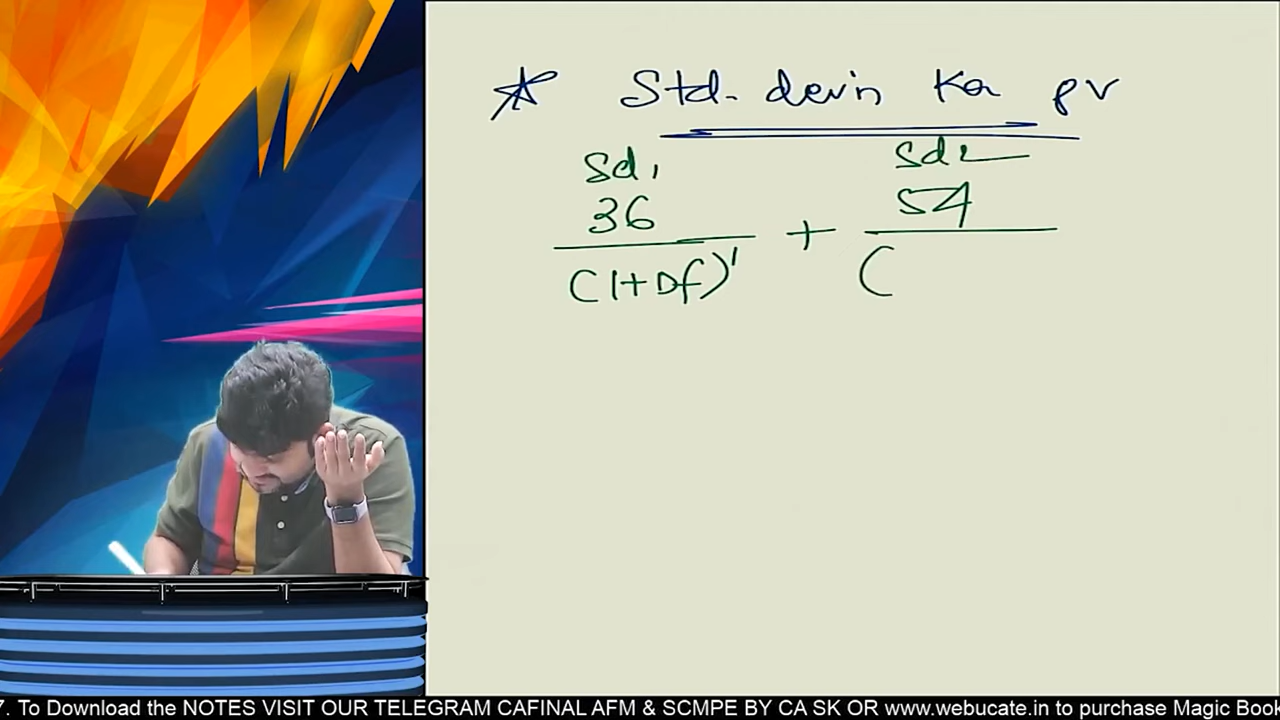 * Std. devin Ka PV
Sd1 Sd2
36 + 54
(1+Df)^1 (
7. To Download the NOTES VISIT OUR TELEGRAM CAFINAL AFM & SCMPE BY CA SK OR www.webucate.in to purchase Magic Book